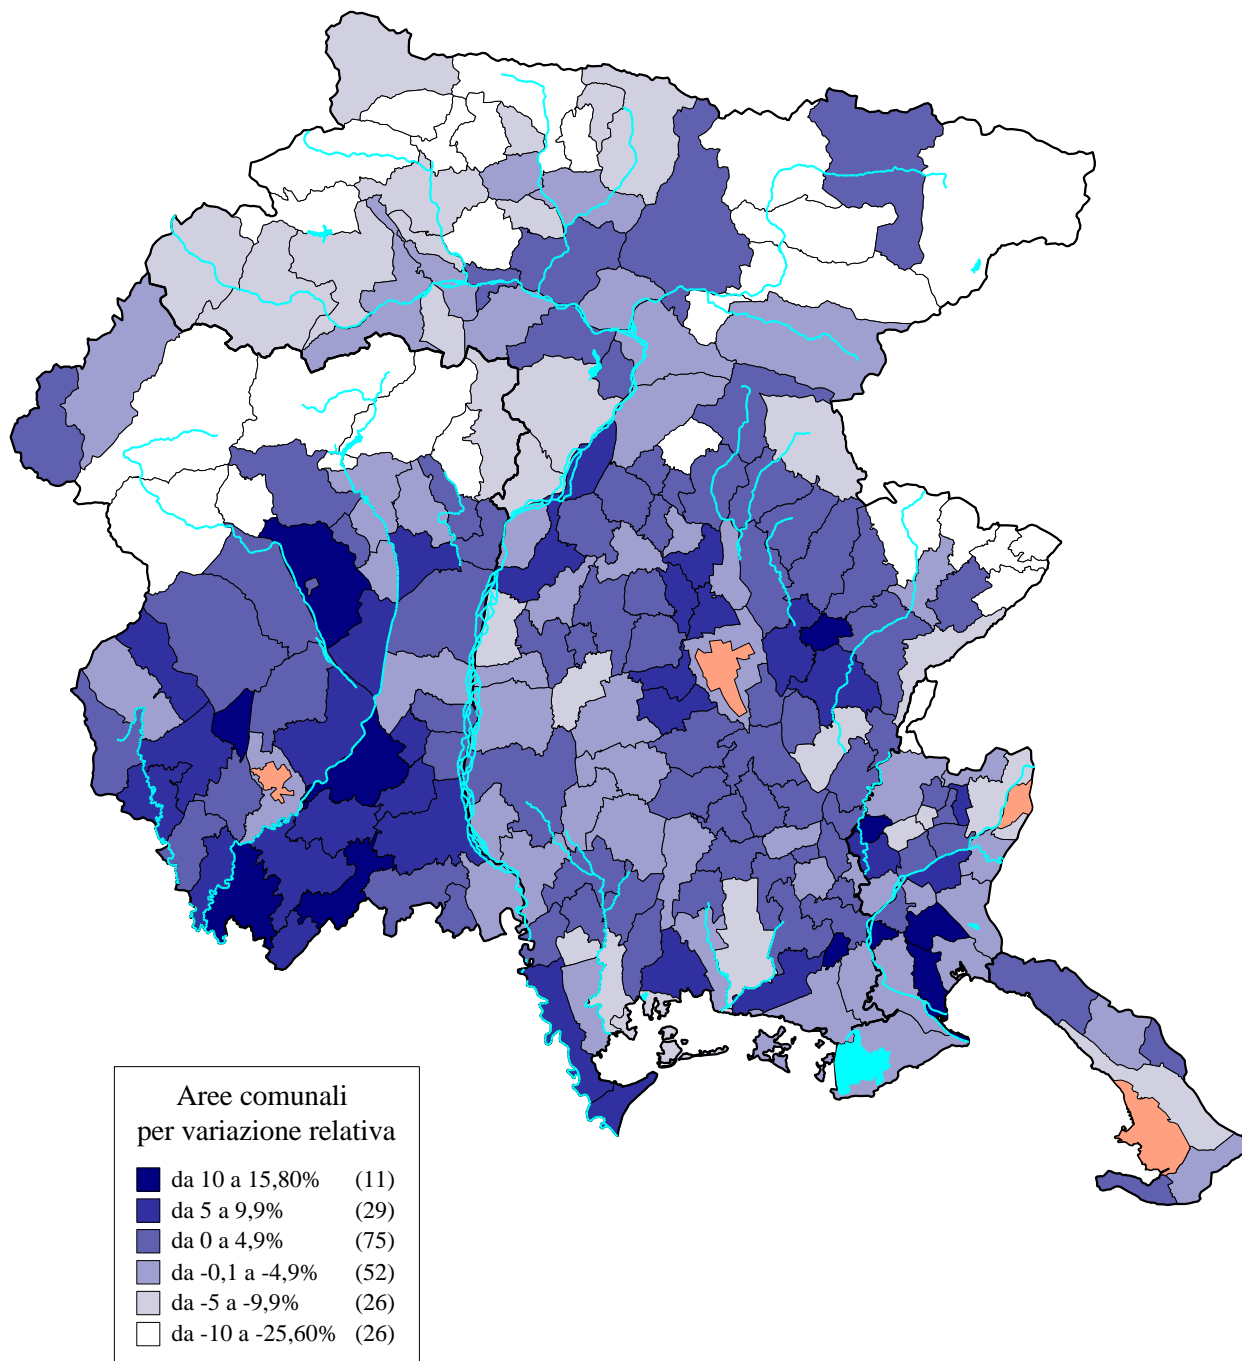 Aree comunali
per variazione relativa
da 10 a 15,80% (11)
da 5 a 9,9% (29)
da 0 a 4,9% (75)
da -0,1 a -4,9% (52)
da -5 a -9,9% (26)
da -10 a -25,60% (26)